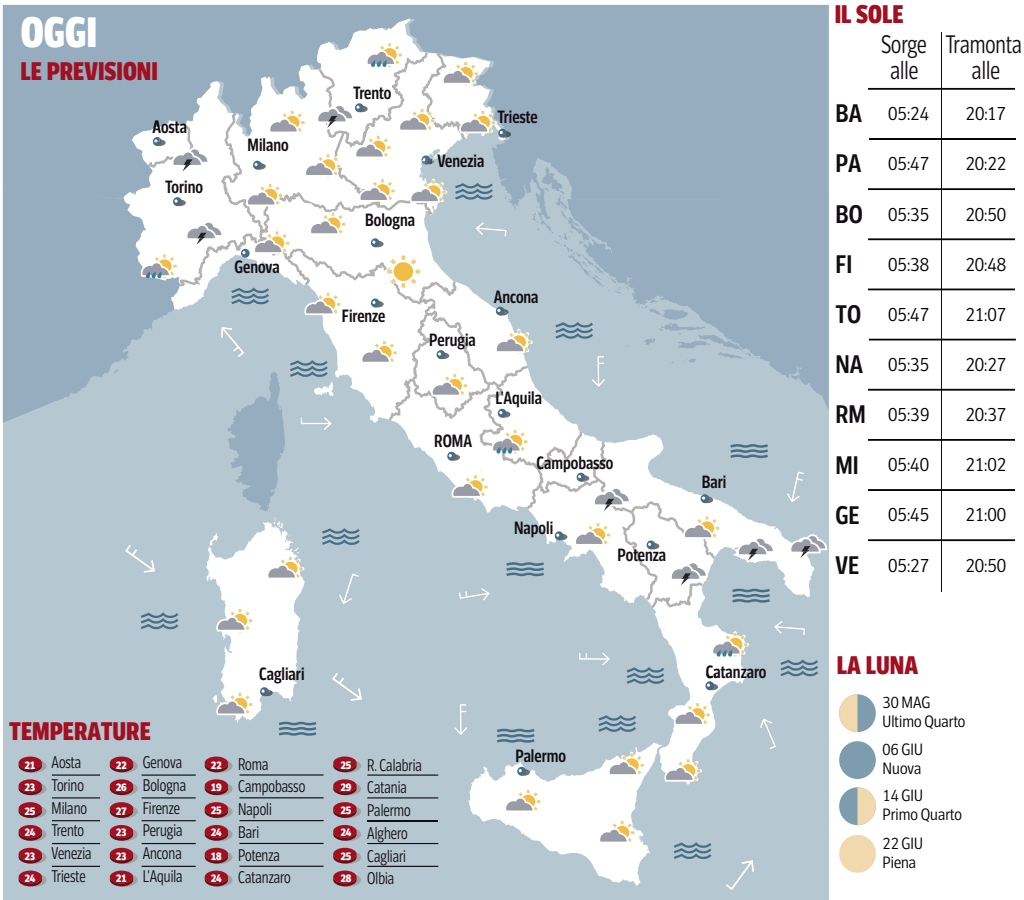 OGGI
LE PREVISIONI
Trento
Aosta
Milano
Trieste
Venezia
Torino
Bologna
Genova
Ancona
Firenze
Perugia
L'Aquila
ROMA
Campobasso
Bari
Napoli
Potenza
Cagliari
Catanzaro
Palermo
TEMPERATURE
21 Aosta
23 Torino
25 Milano
24 Trento
23 Venezia
24 Trieste
22 Genova
26 Bologna
27 Firenze
23 Perugia
23 Ancona
21 L'Aquila
22 Roma
19 Campobasso
25 Napoli
24 Bari
18 Potenza
24 Catanzaro
25 R. Calabria
29 Catania
25 Palermo
24 Alghero
25 Cagliari
28 Olbia
IL SOLE
Sorge alle Tramonta alle
BA 05:24 20:17
PA 05:47 20:22
BO 05:35 20:50
FI 05:38 20:48
TO 05:47 21:07
NA 05:35 20:27
RM 05:39 20:37
MI 05:40 21:02
GE 05:45 21:00
VE 05:27 20:50
LA LUNA
30 MAG
Ultimo Quarto
06 GIU
Nuova
14 GIU
Primo Quarto
22 GIU
Piena